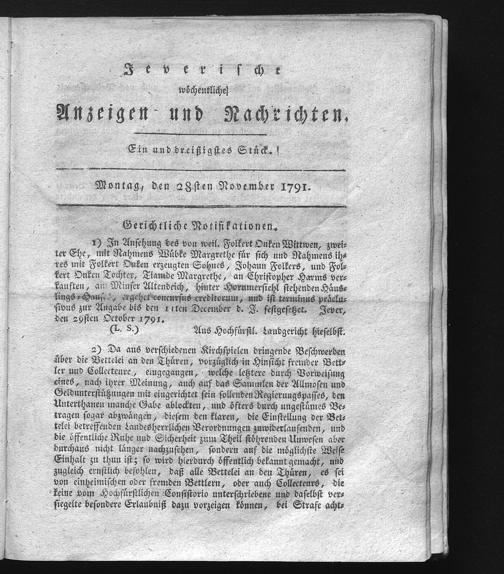 Jeverische
wöchentliche
Anzeigen und Nachrichten.
Ein und dreißigstes Stück.
Montag, den 28sten November 1791.
Gerichtliche Notifikationen.
1) In Ansehung des von weil. Folkert Onken Wittwen, zwei-
ter Ehe, mit Nahmens Wübke Margrethe für sich und Nahmens ih-
res mit Folkert Onken erzeugten Sohnes, Johann Folkers, und Fol-
kert Onken Tochter, Tiamde Margrethe, an Christopher Harms ver-
kauften, an Minser Altendeich, hinter Horumersiehl stehenden Häus-
lings-Hauses, ergehet concursus creditorum, und ist terminus präclu-
sivus zur Angabe bis den 11ten December d. J. festgesetzet. Jever,
den 29sten October 1791.
(L. S.) Aus Hochfürstl. Landgericht hieselbst.
2) Da aus verschiedenen Kirchspielen dringende Beschwerden
über die Bettelei an den Thüren, vorzüglich in Hinsicht fremder Bett-
ler und Collecteure, eingegangen, welche letztere durch Vorweisung
eines, nach ihrer Meinung, auch auf das Sammlen der Allmosen und
Geldunterstützungen mit eingerichtet sein sollenden Regierungspasses, den
Unterthanen manche Gabe ablockten, und öfters durch ungestümes Be-
tragen sogar abzwängen, diesem den klaren, die Einstellung der Bet-
telei betreffenden Landesherrlichen Verordnungen zuwiderlaufenden, und
die öffentliche Ruhe und Sicherheit zum Theil stöhrenden Unwesen aber
durchaus nicht länger nachzusehen, sondern auf die möglichste Weise
Einhalt zu thun ist; so wird hierdurch öffentlich bekannt gemacht, und
zugleich ernstlich befohlen, daß alle Bettelei an den Thüren, es sei
von einheimischen oder fremden Bettlern, oder auch Collecteurs, die
keine vom Hochfürstlichen Consistorio unterschriebene und daselbst ver-
siegelte besondere Erlaubniß dazu vorzeigen können, bei Strafe acht-